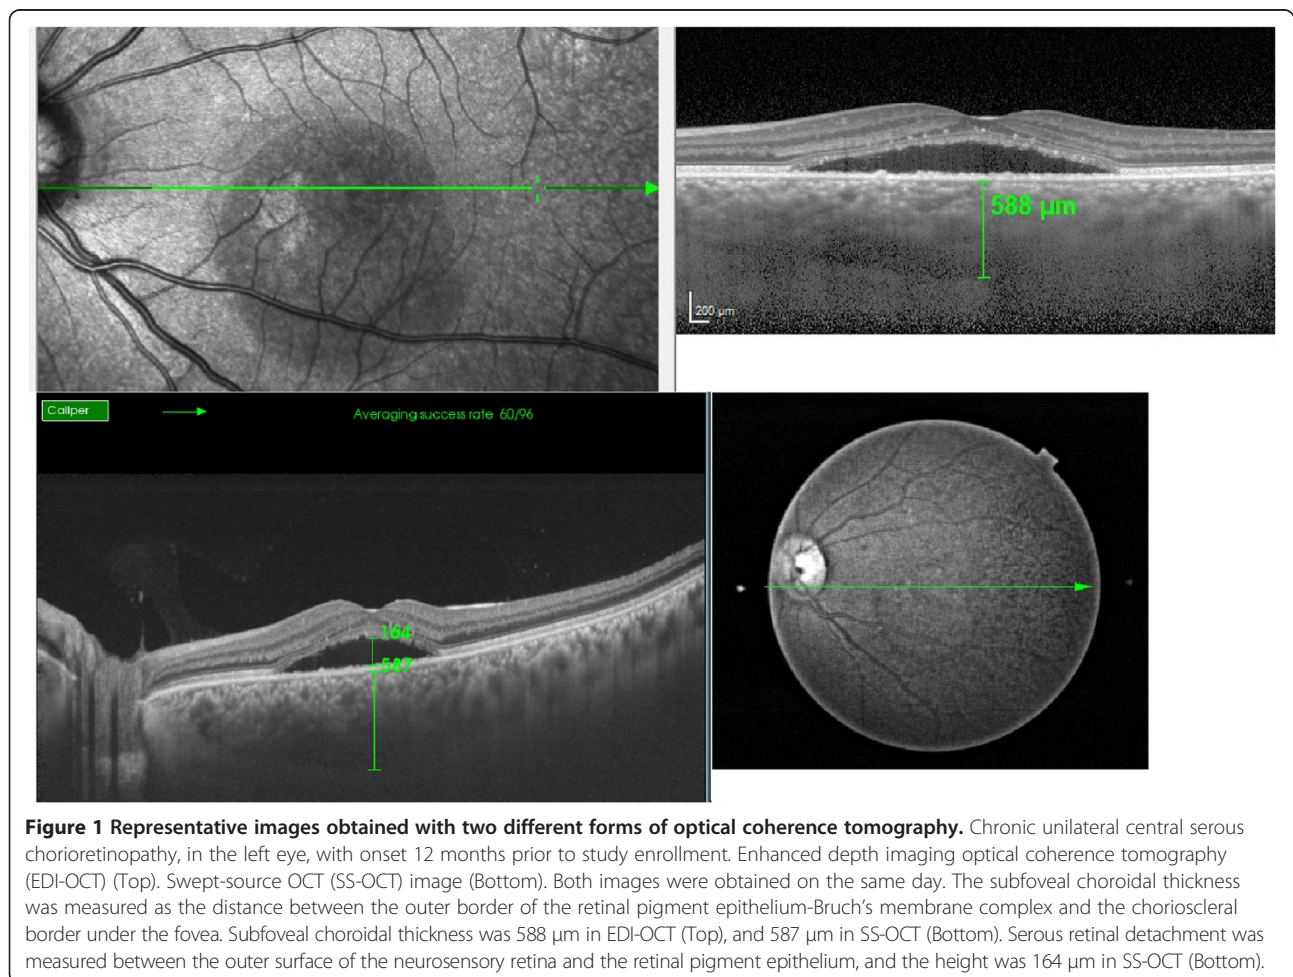 588 µm
200 µm
Caliper
Averaging success rate 60/96
164
587
Figure 1 Representative images obtained with two different forms of optical coherence tomography. Chronic unilateral central serous
chorioretinopathy, in the left eye, with onset 12 months prior to study enrollment. Enhanced depth imaging optical coherence tomography
(EDI-OCT) (Top). Swept-source OCT (SS-OCT) image (Bottom). Both images were obtained on the same day. The subfoveal choroidal thickness
was measured as the distance between the outer border of the retinal pigment epithelium-Bruch's membrane complex and the chorioscleral
border under the fovea. Subfoveal choroidal thickness was 588 µm in EDI-OCT (Top), and 587 µm in SS-OCT (Bottom). Serous retinal detachment was
measured between the outer surface of the neurosensory retina and the retinal pigment epithelium, and the height was 164 µm in SS-OCT (Bottom).